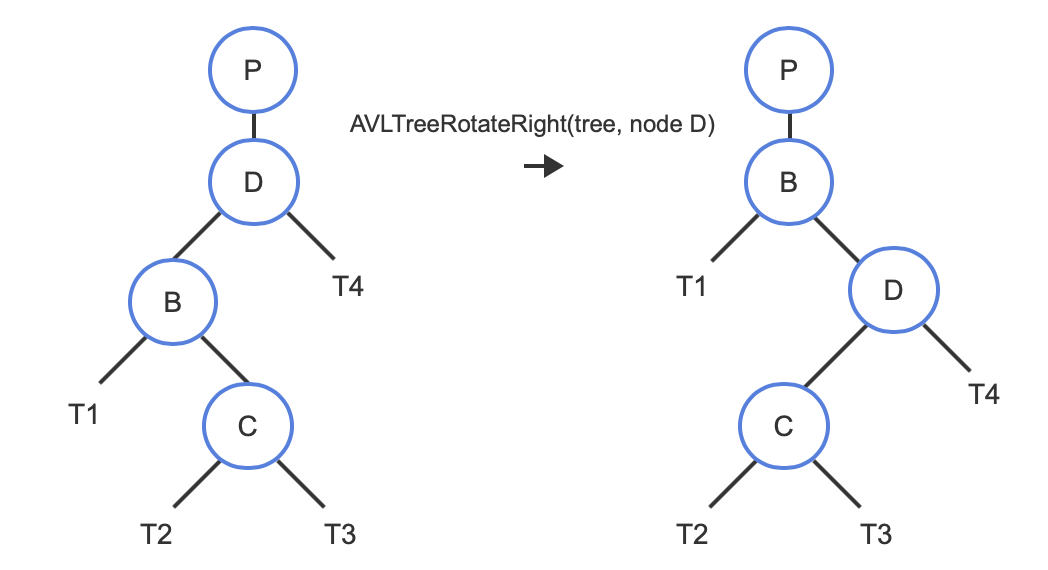 P
P
AVLTreeRotateRight(tree, node D)
D
B
T4
T1
B
D
T1
T4
C
C
T2
T3
T2
T3